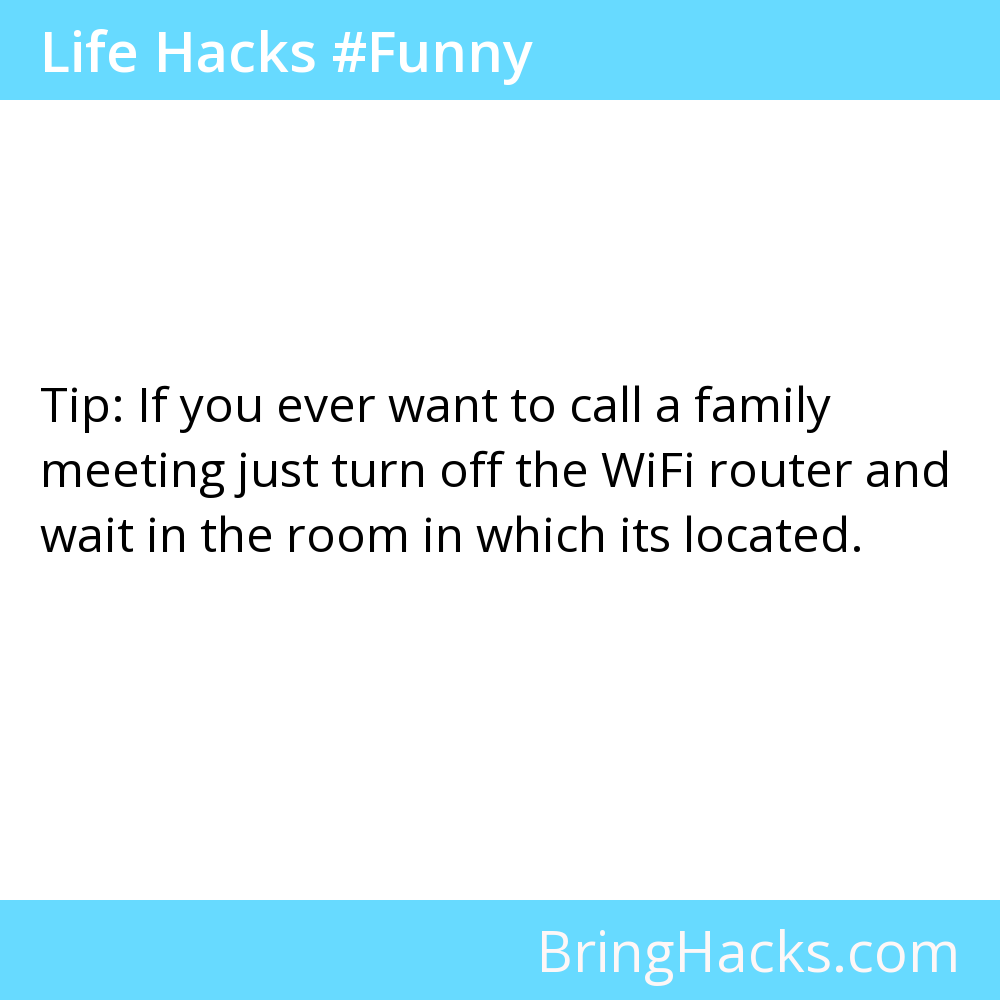 Life Hacks #Funny
Tip: If you ever want to call a family
meeting just turn off the WiFi router and
wait in the room in which its located.
BringHacks.com